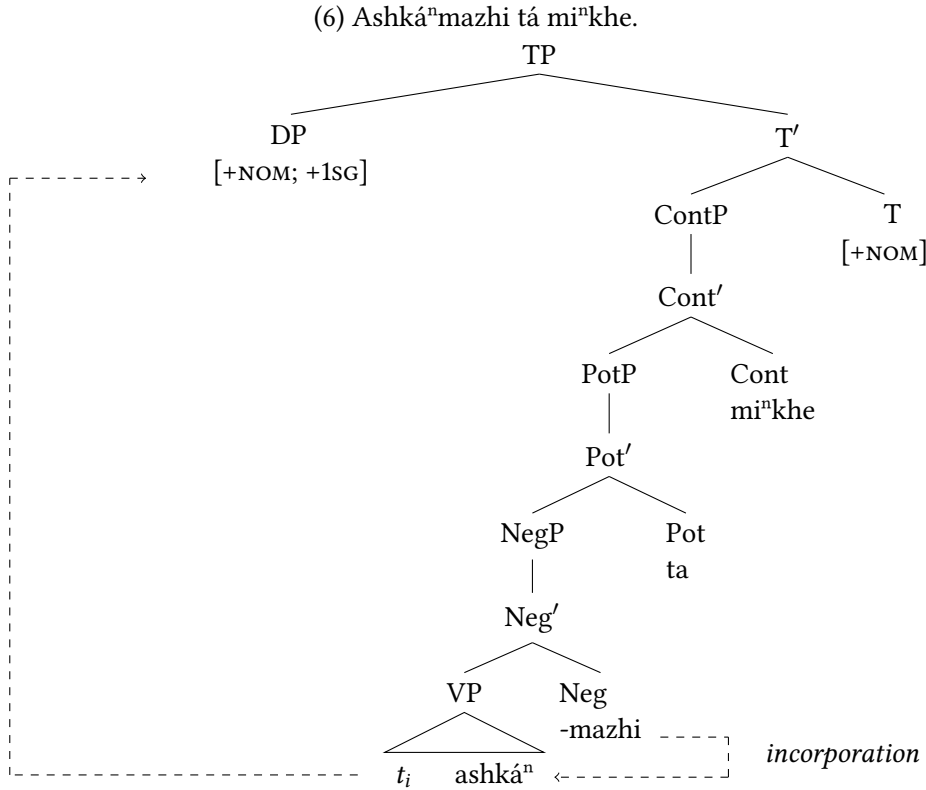 (6) Ashkáⁿmazhi tá miⁿkhe.
TP
DP T′
[+NOM; +1SG]
ContP T
[+NOM]
Cont′
PotP Cont
miⁿkhe
Pot′
NegP Pot
ta
Neg′
VP Neg
-mazhi
incorporation
tᵢ ashkáⁿ